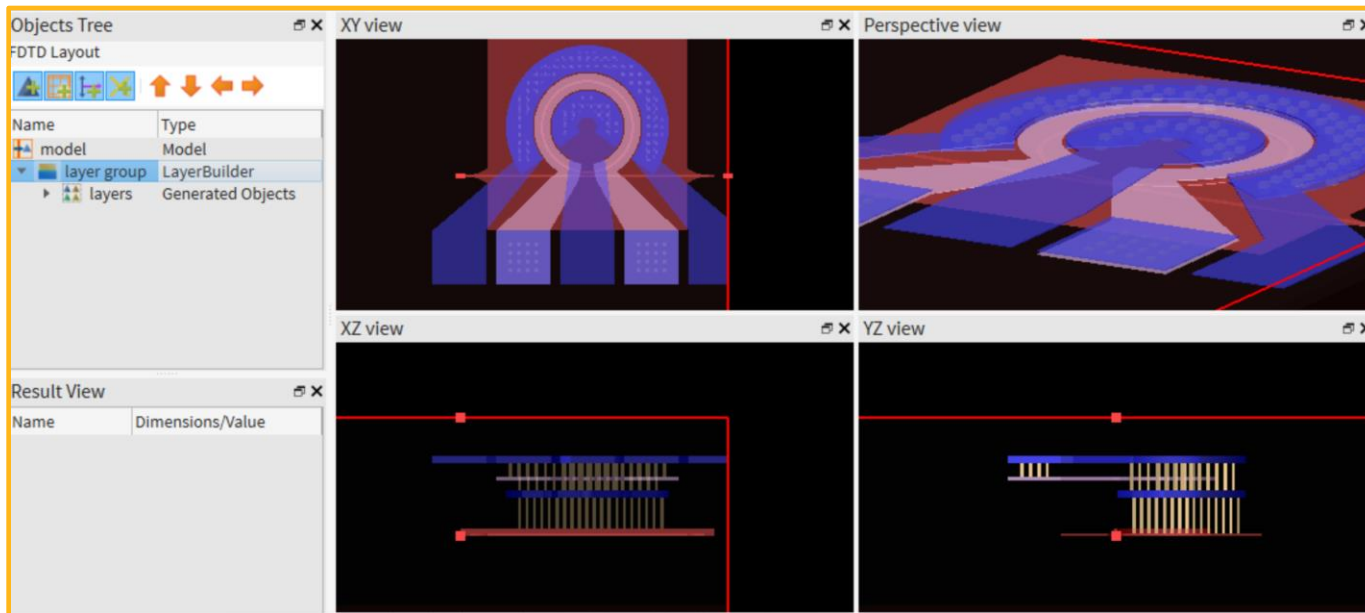 Objects Tree
FDTD Layout
Name Type
model Model
layer group LayerBuilder
layers Generated Objects
Result View
Name Dimensions/Value
XY view
Perspective view
XZ view
YZ view